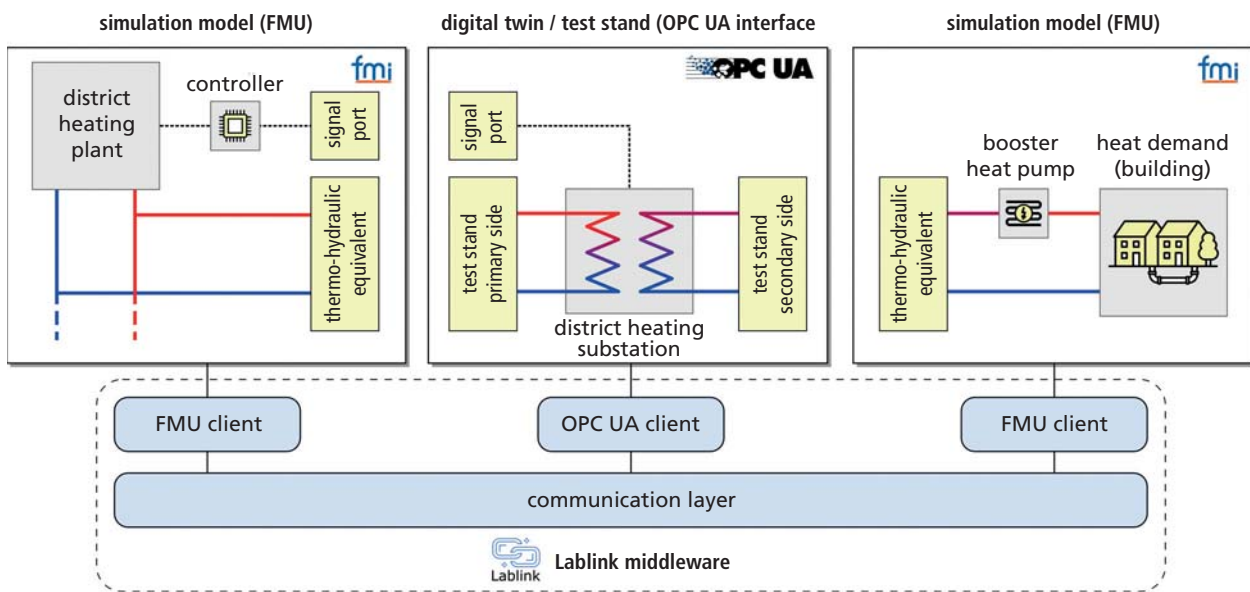 simulation model (FMU)
digital twin / test stand (OPC UA interface
simulation model (FMU)
fmi
district
heating
plant
controller
signal
port
thermo-hydraulic
equivalent
OPC UA
signal
port
test stand
primary side
test stand
secondary side
district heating
substation
fmi
thermo-hydraulic
equivalent
booster
heat pump
heat demand
(building)
FMU client
OPC UA client
FMU client
communication layer
Lablink
Lablink middleware